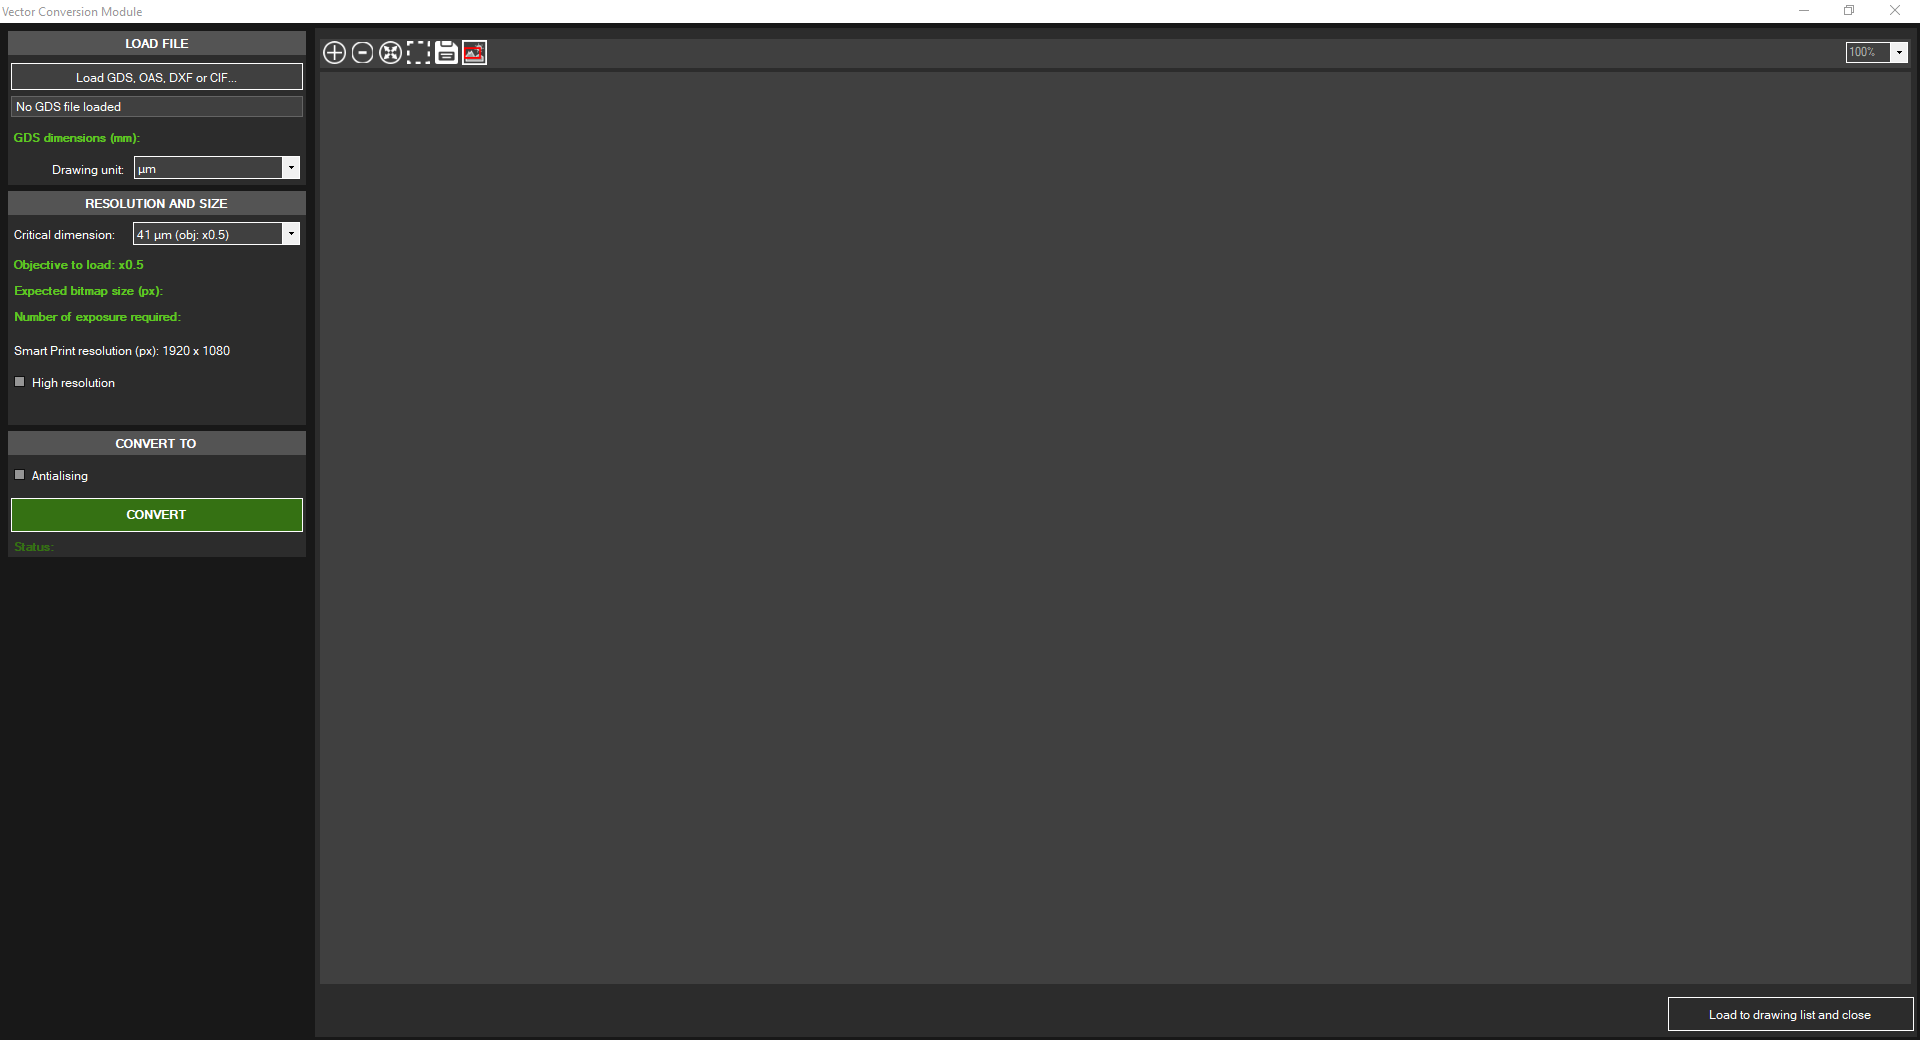 Vector Conversion Module
LOAD FILE
Load GDS, OAS, DXF or CIF...
No GDS file loaded
GDS dimensions (mm):
Drawing unit: µm
RESOLUTION AND SIZE
Critical dimension: 41 µm (obj: x0.5)
Objective to load: x0.5
Expected bitmap size (px):
Number of exposure required:
Smart Print resolution (px): 1920 x 1080
High resolution
CONVERT TO
Antialising
CONVERT
Status:
100%
Load to drawing list and close